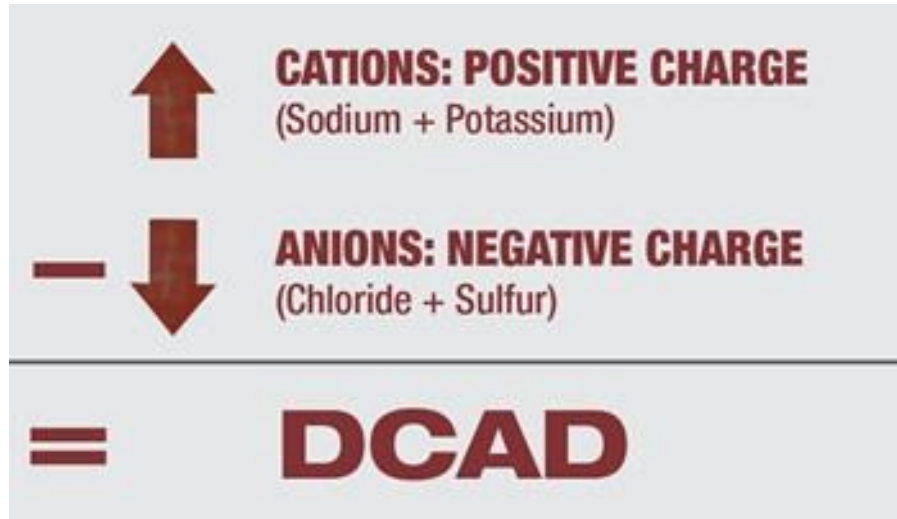 CATIONS: POSITIVE CHARGE
(Sodium + Potassium)
– ANIONS: NEGATIVE CHARGE
(Chloride + Sulfur)
= DCAD